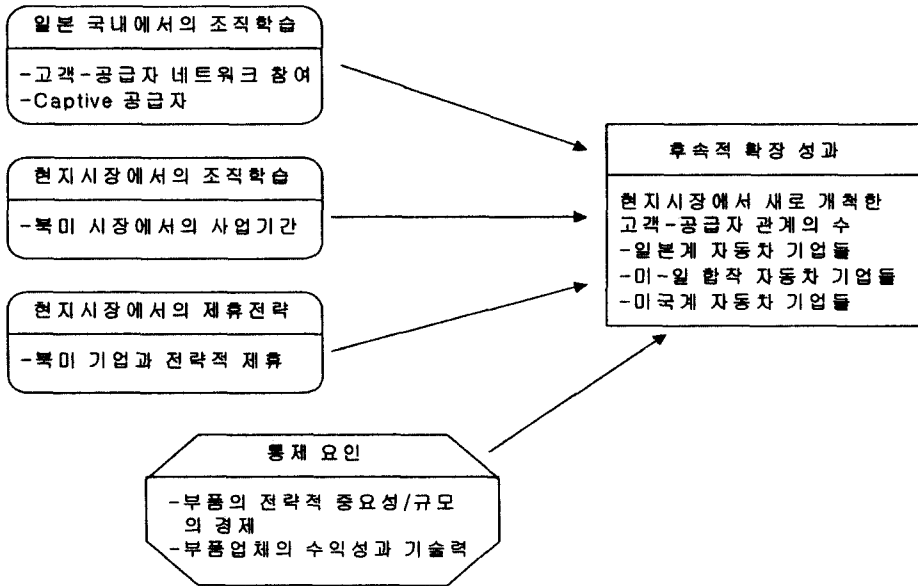 일본 국내에서의 조직학습
-고객-공급자 네트워크 참여
-Captive 공급자
현지시장에서의 조직학습
-북미 시장에서의 사업기간
현지시장에서의 제휴전략
-북미 기업과 전략적 제휴
통제 요인
-부품의 전략적 중요성/규모
의 경제
-부품업체의 수익성과 기술력
후속적 확장 성과
현지시장에서 새로 개척한
고객-공급자 관계의 수
-일본계 자동차 기업들
-미-일 합작 자동차 기업들
-미국계 자동차 기업들